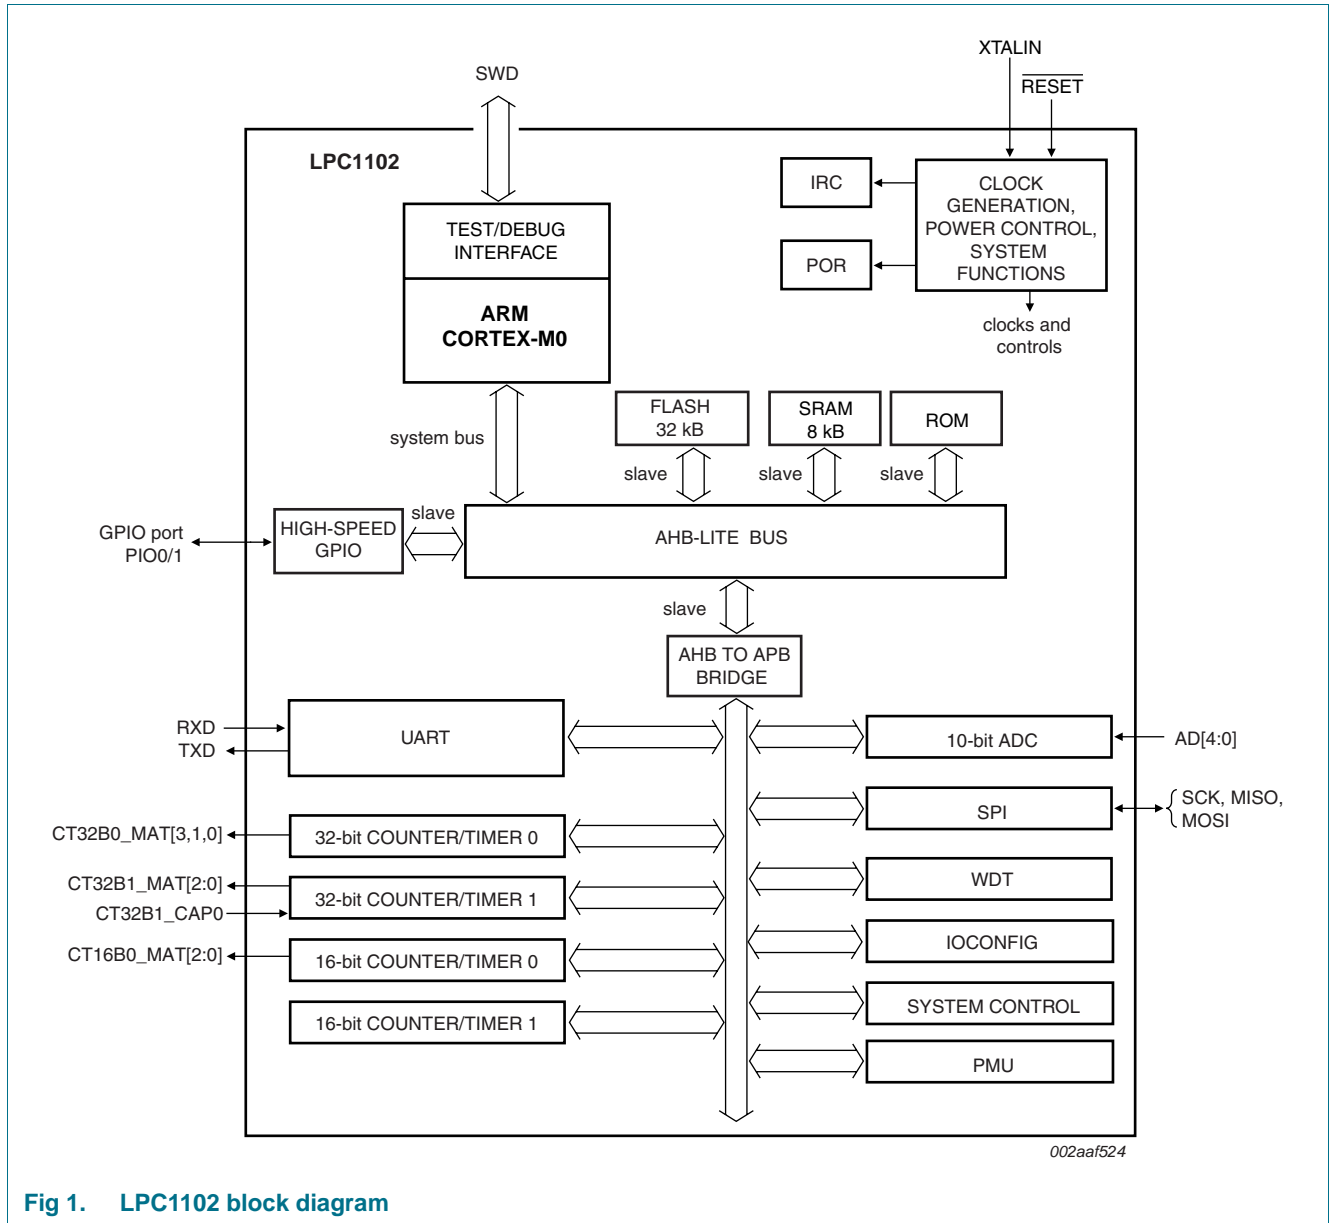 XTALIN
RESET
SWD
LPC1102
IRC
POR
CLOCK
GENERATION,
POWER CONTROL,
SYSTEM
FUNCTIONS
clocks and
controls
TEST/DEBUG
INTERFACE
ARM
CORTEX-M0
system bus
FLASH
32 kB
SRAM
8 kB
ROM
slave
slave
slave
GPIO port
PIO0/1
HIGH-SPEED
GPIO
slave
AHB-LITE BUS
slave
AHB TO APB
BRIDGE
RXD
TXD
UART
10-bit ADC
AD[4:0]
SPI
SCK, MISO,
MOSI
CT32B0_MAT[3,1,0]
32-bit COUNTER/TIMER 0
WDT
CT32B1_MAT[2:0]
CT32B1_CAP0
32-bit COUNTER/TIMER 1
IOCONFIG
CT16B0_MAT[2:0]
16-bit COUNTER/TIMER 0
SYSTEM CONTROL
16-bit COUNTER/TIMER 1
PMU
002aaf524
Fig 1. LPC1102 block diagram